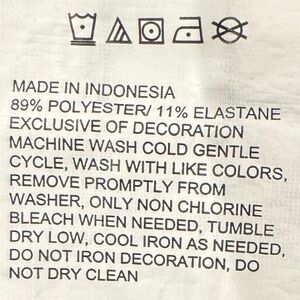 MADE IN INDONESIA
89% POLYESTER/ 11% ELASTANE
EXCLUSIVE OF DECORATION
MACHINE WASH COLD GENTLE
CYCLE, WASH WITH LIKE COLORS,
REMOVE PROMPTLY FROM
WASHER, ONLY NON CHLORINE
BLEACH WHEN NEEDED, TUMBLE
DRY LOW, COOL IRON AS NEEDED,
DO NOT IRON DECORATION, DO
NOT DRY CLEAN